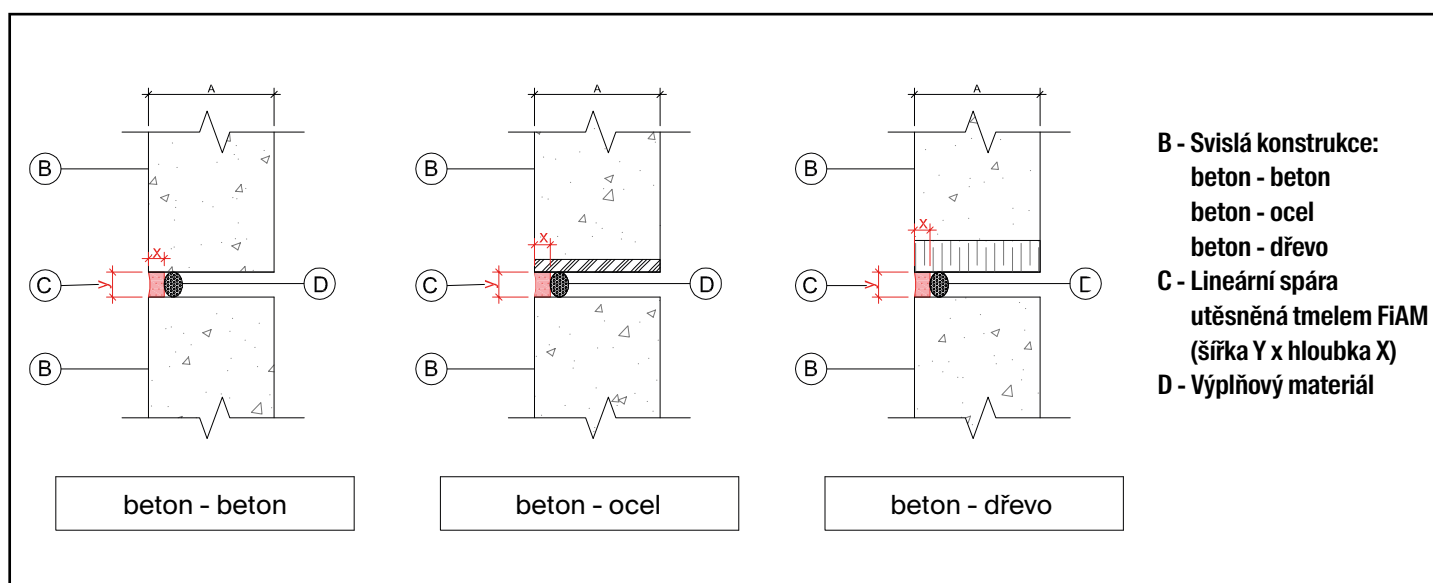 A
B
X
y
C
D
B
beton - beton
A
B
X
y
C
D
B
beton - ocel
A
B
X
y
C
D
B
beton - dřevo
B - Svislá konstrukce:
beton - beton
beton - ocel
beton - dřevo
C - Lineární spára
utěsněná tmelem FiAM
(šířka Y x hloubka X)
D - Výplňový materiál